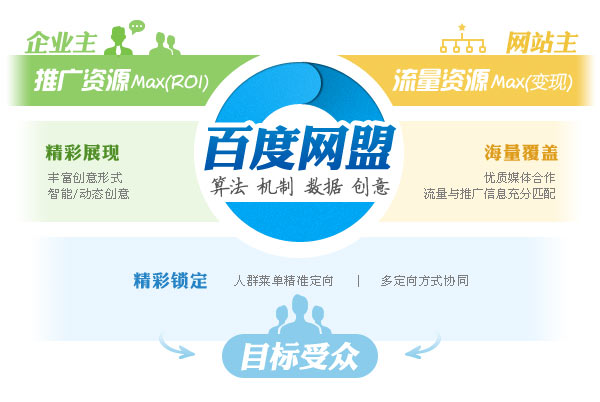 企业主
网站主
推广资源Max(ROI)
流量资源Max(变现)
百度网盟
算法 机制 数据 创意
精彩展现
丰富创意形式
智能/动态创意
海量覆盖
优质媒体合作
流量与推广信息充分匹配
精彩锁定 人群菜单精准定向 | 多定向方式协同
目标受众